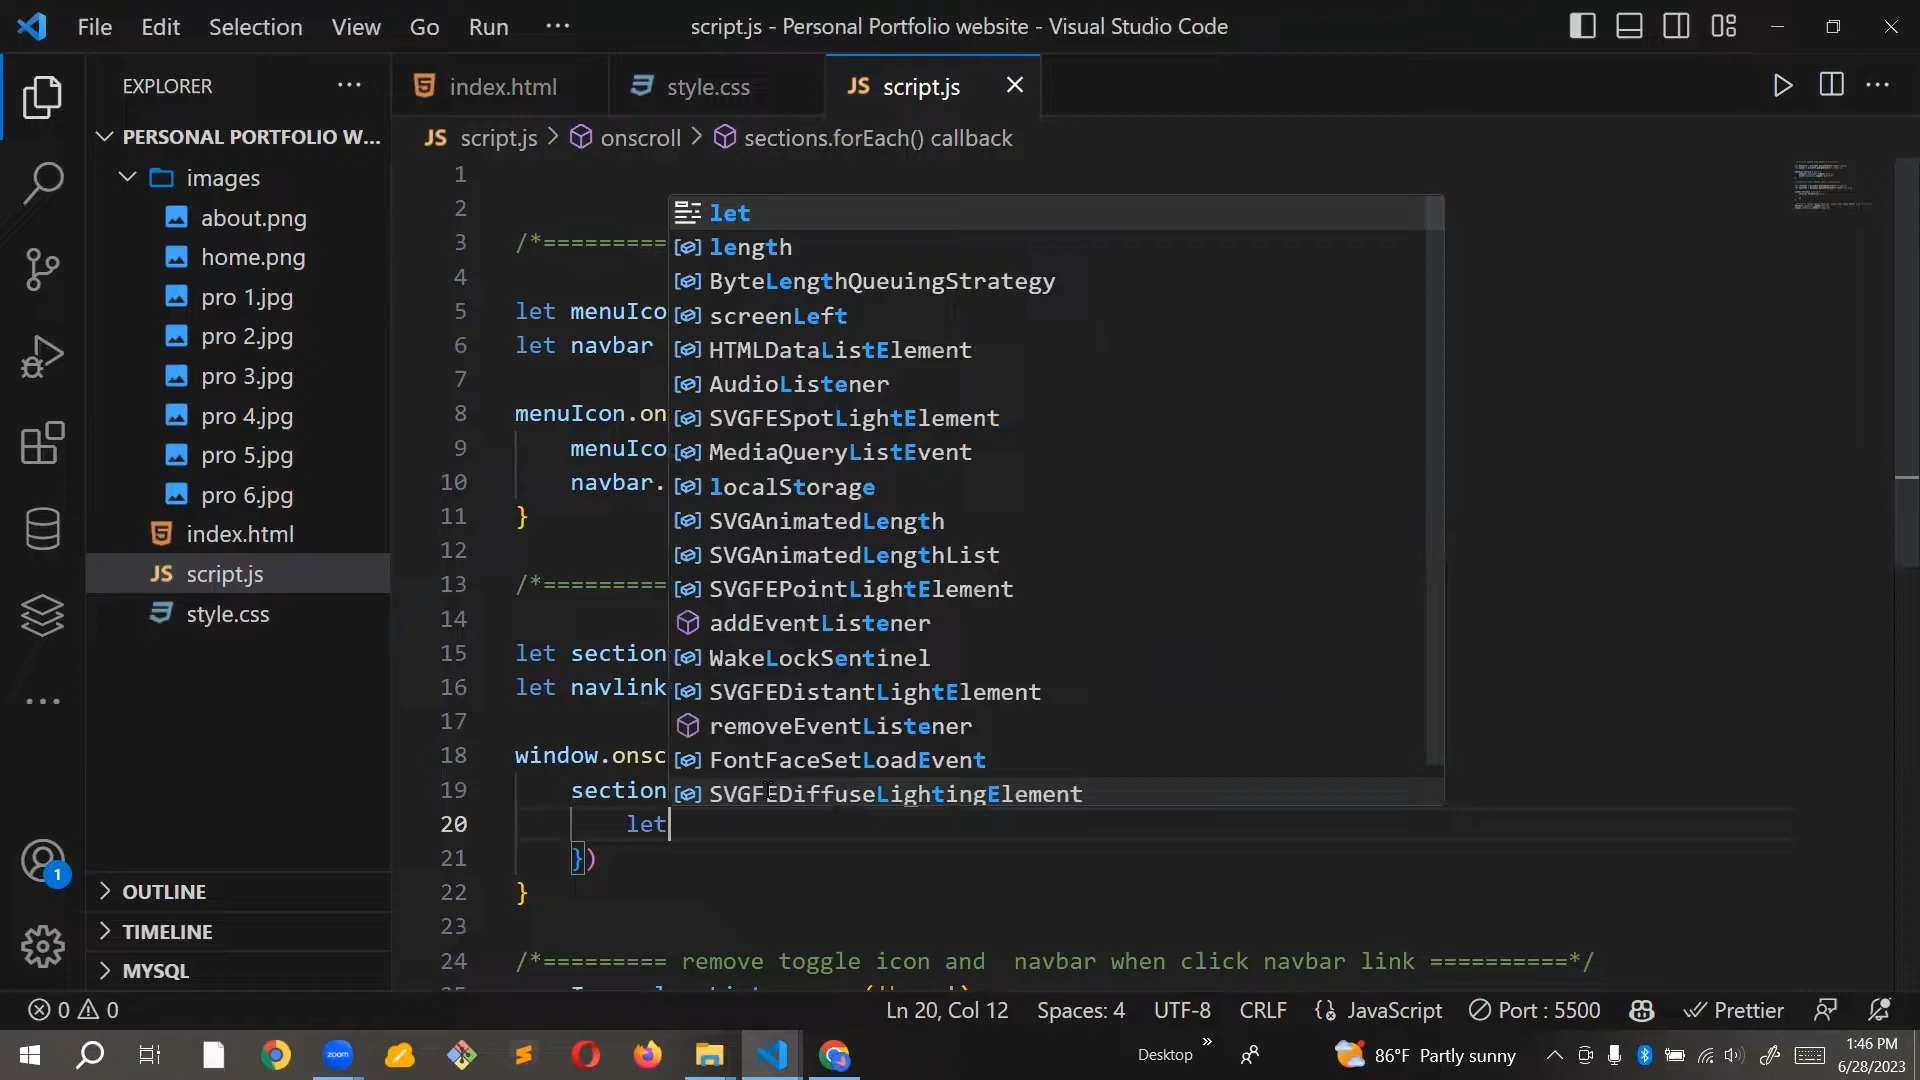 File Edit Selection View Go Run ···
script.js - Personal Portfolio website - Visual Studio Code
EXPLORER ···
PERSONAL PORTFOLIO W...
images
about.png
home.png
pro 1.jpg
pro 2.jpg
pro 3.jpg
pro 4.jpg
pro 5.jpg
pro 6.jpg
index.html
JS script.js
style.css
OUTLINE
TIMELINE
MYSQL
1
index.html
style.css
JS script.js
JS script.js > onscroll > sections.forEach() callback
1
2
3 /*=========
4
5 let menuIco
6 let navbar
7
8 menuIcon.on
9 menuIco
10 navbar.
11 }
12
13 /*=========
14
15 let section
16 let navlink
17
18 window.onsc
19 section
20 let
21 })
22 }
23
24 /*========= remove toggle icon and  navbar when click navbar link ==========*/
let
length
ByteLengthQueuingStrategy
screenLeft
HTMLDataListElement
AudioListener
SVGFESpotLightElement
MediaQueryListEvent
localStorage
SVGAnimatedLength
SVGAnimatedLengthList
SVGFEPointLightElement
addEventListener
WakeLockSentinel
SVGFEDistantLightElement
removeEventListener
FontFaceSetLoadEvent
SVGFEDiffuseLightingElement
0 0
Ln 20, Col 12 Spaces: 4 UTF-8 CRLF {} JavaScript Port : 5500 Prettier
zoom
Desktop
86°F Partly sunny
1:46 PM
6/28/2023